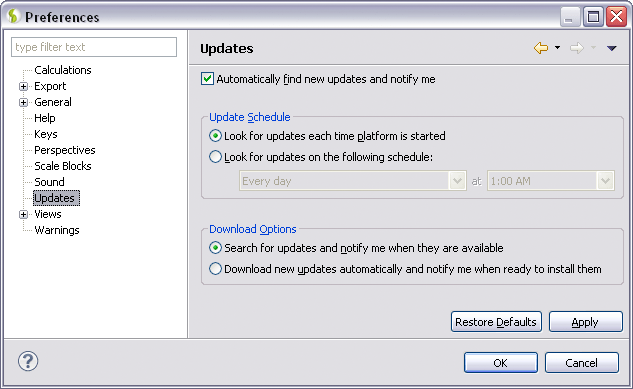 Preferences
type filter text
Calculations
Export
General
Help
Keys
Perspectives
Scale Blocks
Sound
Updates
Views
Warnings
Updates
Automatically find new updates and notify me
Update Schedule
Look for updates each time platform is started
Look for updates on the following schedule:
Every day at 1:00 AM
Download Options
Search for updates and notify me when they are available
Download new updates automatically and notify me when ready to install them
Restore Defaults Apply
? OK Cancel